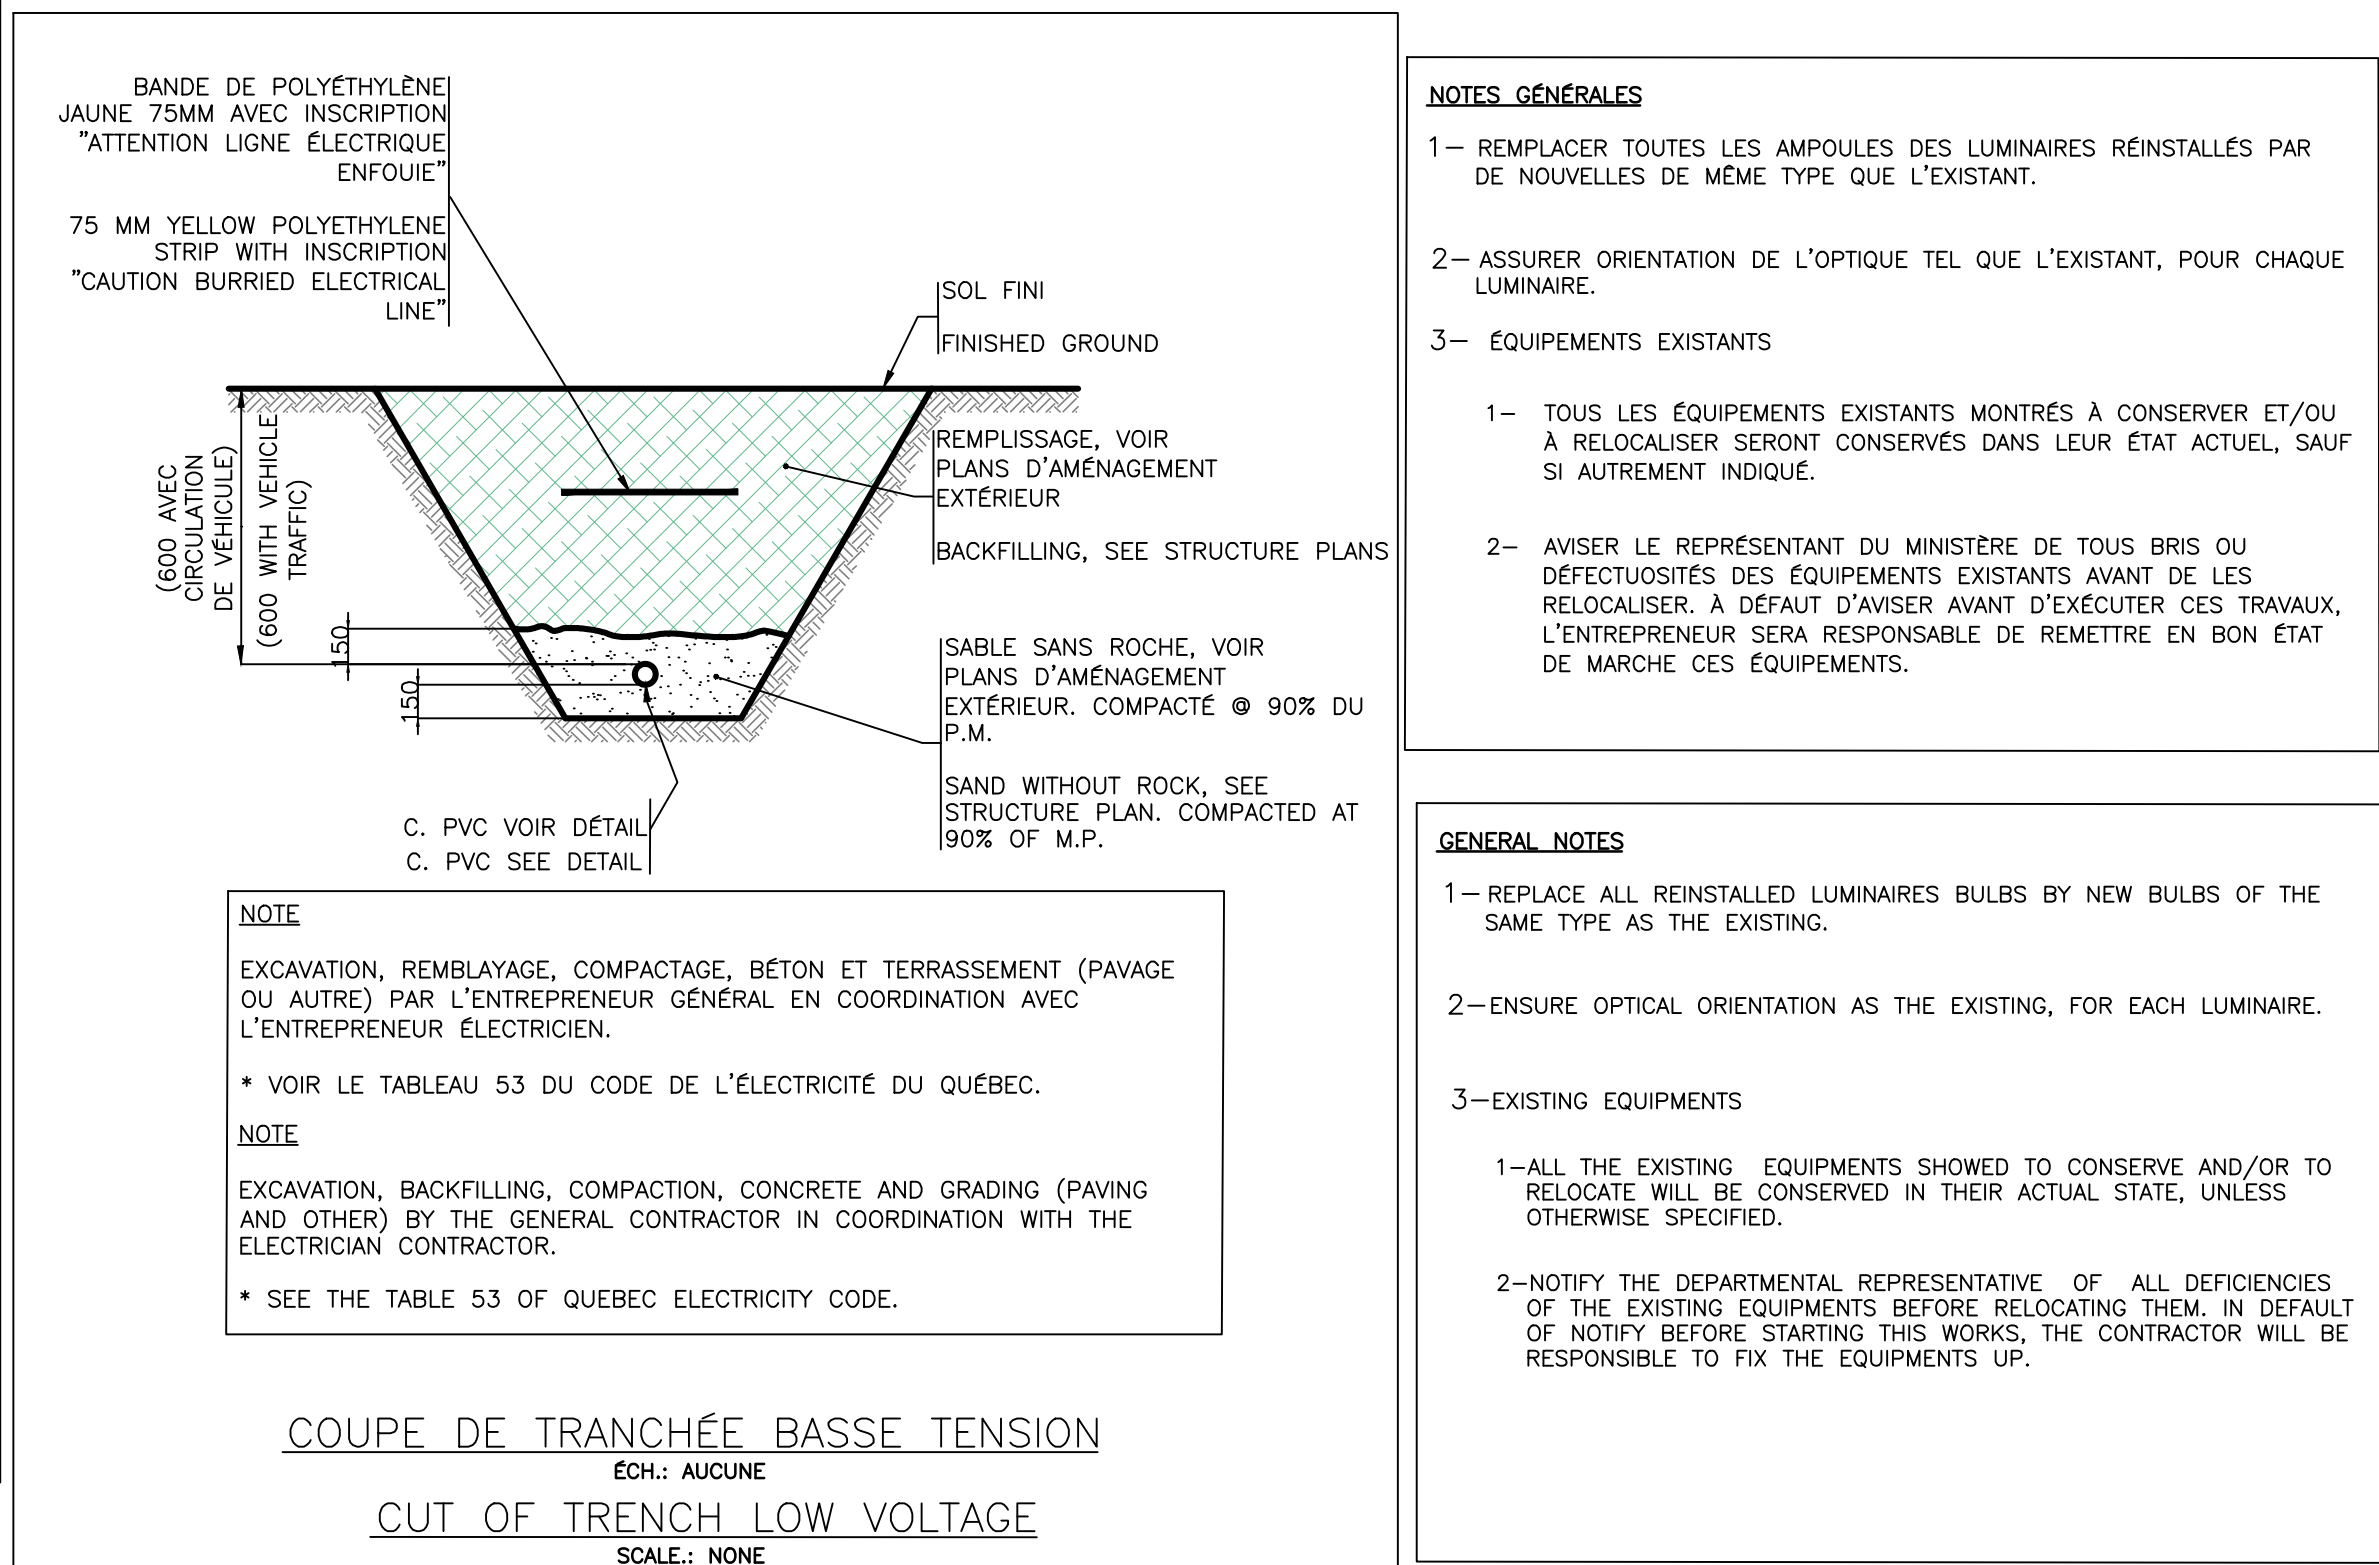 BANDE DE POLYÉTHYLÈNE
JAUNE 75MM AVEC INSCRIPTION
"ATTENTION LIGNE ÉLECTRIQUE
ENFOUIE"
75 MM YELLOW POLYETHYLENE
STRIP WITH INSCRIPTION
"CAUTION BURRIED ELECTRICAL
LINE"
SOL FINI
FINISHED GROUND
(600 AVEC
CIRCULATION
DE VÉHICULE)
(600 WITH VEHICLE
TRAFFIC)
150
150
REMPLISSAGE, VOIR
PLANS D'AMÉNAGEMENT
EXTÉRIEUR
BACKFILLING, SEE STRUCTURE PLANS
SABLE SANS ROCHE, VOIR
PLANS D'AMÉNAGEMENT
EXTÉRIEUR. COMPACTÉ @ 90% DU
P.M.
SAND WITHOUT ROCK, SEE
STRUCTURE PLAN. COMPACTED AT
90% OF M.P.
C. PVC VOIR DÉTAIL
C. PVC SEE DETAIL
NOTE
EXCAVATION, REMBLAYAGE, COMPACTAGE, BÉTON ET TERRASSEMENT (PAVAGE
OU AUTRE) PAR L'ENTREPRENEUR GÉNÉRAL EN COORDINATION AVEC
L'ENTREPRENEUR ÉLECTRICIEN.
* VOIR LE TABLEAU 53 DU CODE DE L'ÉLECTRICITÉ DU QUÉBEC.
NOTE
EXCAVATION, BACKFILLING, COMPACTION, CONCRETE AND GRADING (PAVING
AND OTHER) BY THE GENERAL CONTRACTOR IN COORDINATION WITH THE
ELECTRICIAN CONTRACTOR.
* SEE THE TABLE 53 OF QUEBEC ELECTRICITY CODE.
COUPE DE TRANCHÉE BASSE TENSION
ÉCH.: AUCUNE
CUT OF TRENCH LOW VOLTAGE
SCALE.: NONE
NOTES GÉNÉRALES
1- REMPLACER TOUTES LES AMPOULES DES LUMINAIRES RÉINSTALLÉS PAR
DE NOUVELLES DE MÊME TYPE QUE L'EXISTANT.
2- ASSURER ORIENTATION DE L'OPTIQUE TEL QUE L'EXISTANT, POUR CHAQUE
LUMINAIRE.
3- ÉQUIPEMENTS EXISTANTS
1- TOUS LES ÉQUIPEMENTS EXISTANTS MONTRÉS À CONSERVER ET/OU
À RELOCALISER SERONT CONSERVÉS DANS LEUR ÉTAT ACTUEL, SAUF
SI AUTREMENT INDIQUÉ.
2- AVISER LE REPRÉSENTANT DU MINISTÈRE DE TOUS BRIS OU
DÉFECTUOSITÉS DES ÉQUIPEMENTS EXISTANTS AVANT DE LES
RELOCALISER. À DÉFAUT D'AVISER AVANT D'EXÉCUTER CES TRAVAUX,
L'ENTREPRENEUR SERA RESPONSABLE DE REMETTRE EN BON ÉTAT
DE MARCHE CES ÉQUIPEMENTS.
GENERAL NOTES
1- REPLACE ALL REINSTALLED LUMINAIRES BULBS BY NEW BULBS OF THE
SAME TYPE AS THE EXISTING.
2-ENSURE OPTICAL ORIENTATION AS THE EXISTING, FOR EACH LUMINAIRE.
3-EXISTING EQUIPMENTS
1-ALL THE EXISTING EQUIPMENTS SHOWED TO CONSERVE AND/OR TO
RELOCATE WILL BE CONSERVED IN THEIR ACTUAL STATE, UNLESS
OTHERWISE SPECIFIED.
2-NOTIFY THE DEPARTMENTAL REPRESENTATIVE OF ALL DEFICIENCIES
OF THE EXISTING EQUIPMENTS BEFORE RELOCATING THEM. IN DEFAULT
OF NOTIFY BEFORE STARTING THIS WORKS, THE CONTRACTOR WILL BE
RESPONSIBLE TO FIX THE EQUIPMENTS UP.